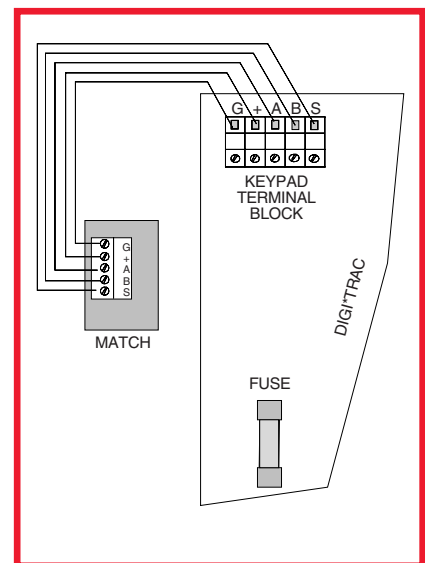 G + A B S
KEYPAD
TERMINAL
BLOCK
G
+
A
B
S
MATCH
DIGI*TRAC
FUSE